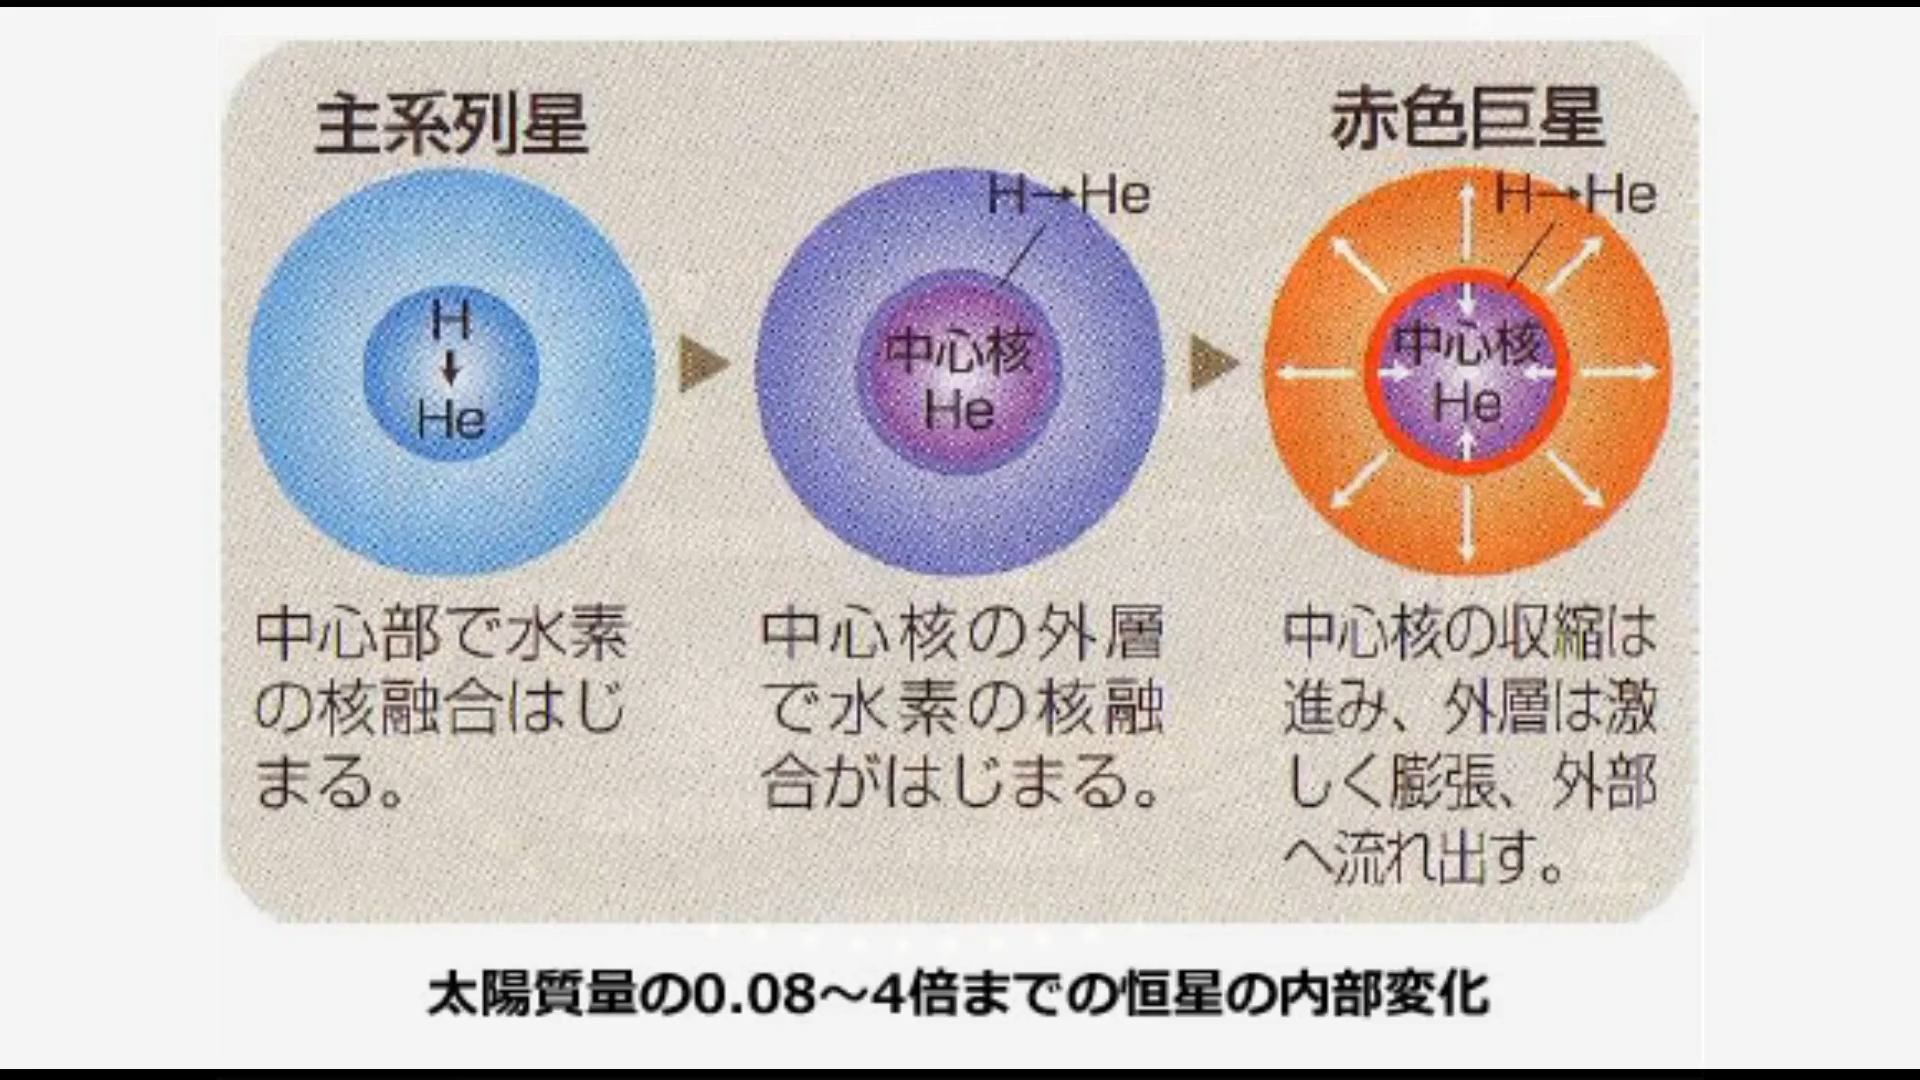 主系列星
赤色巨星
H→He
H→He
H
↓
He
中心核
He
中心核
He
中心部で水素
の核融合はじ
まる。
中心核の外層
で水素の核融
合がはじまる。
中心核の収縮は
進み、外層は激
しく膨張、外部
へ流れ出す。
太陽質量の0.08〜4倍までの恒星の内部変化